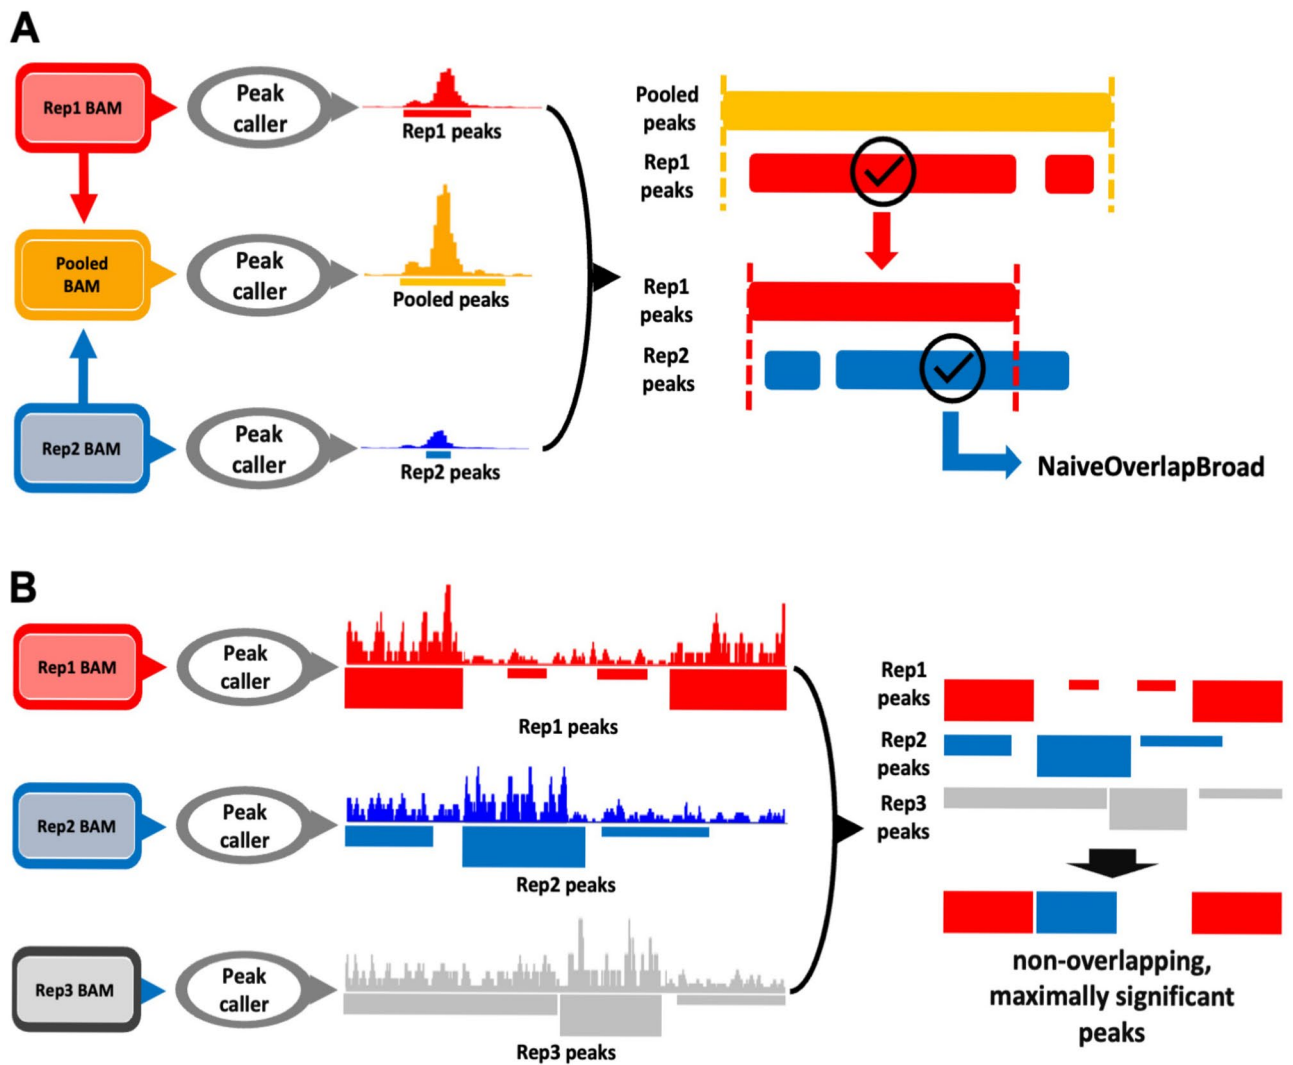 A
Rep1 BAM
Peak
caller
Rep1 peaks
Pooled
BAM
Peak
caller
Pooled peaks
Rep2 BAM
Peak
caller
Rep2 peaks
Pooled
peaks
Rep1
peaks
Rep1
peaks
Rep2
peaks
NaiveOverlapBroad
B
Rep1 BAM
Peak
caller
Rep1 peaks
Rep2 BAM
Peak
caller
Rep2 peaks
Rep3 BAM
Peak
caller
Rep3 peaks
Rep1
peaks
Rep2
peaks
Rep3
peaks
non-overlapping,
maximally significant
peaks